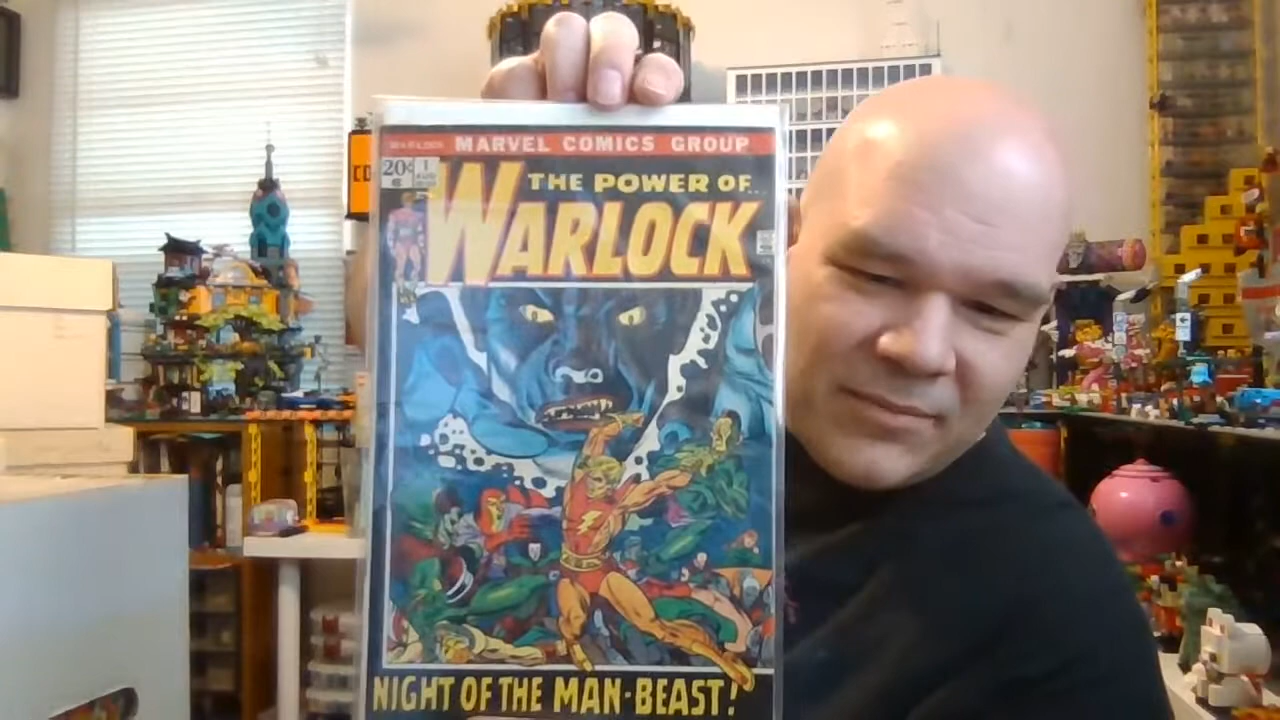 MARVEL COMICS GROUP
20¢ 1
THE POWER OF...
WARLOCK
NIGHT OF THE MAN-BEAST!